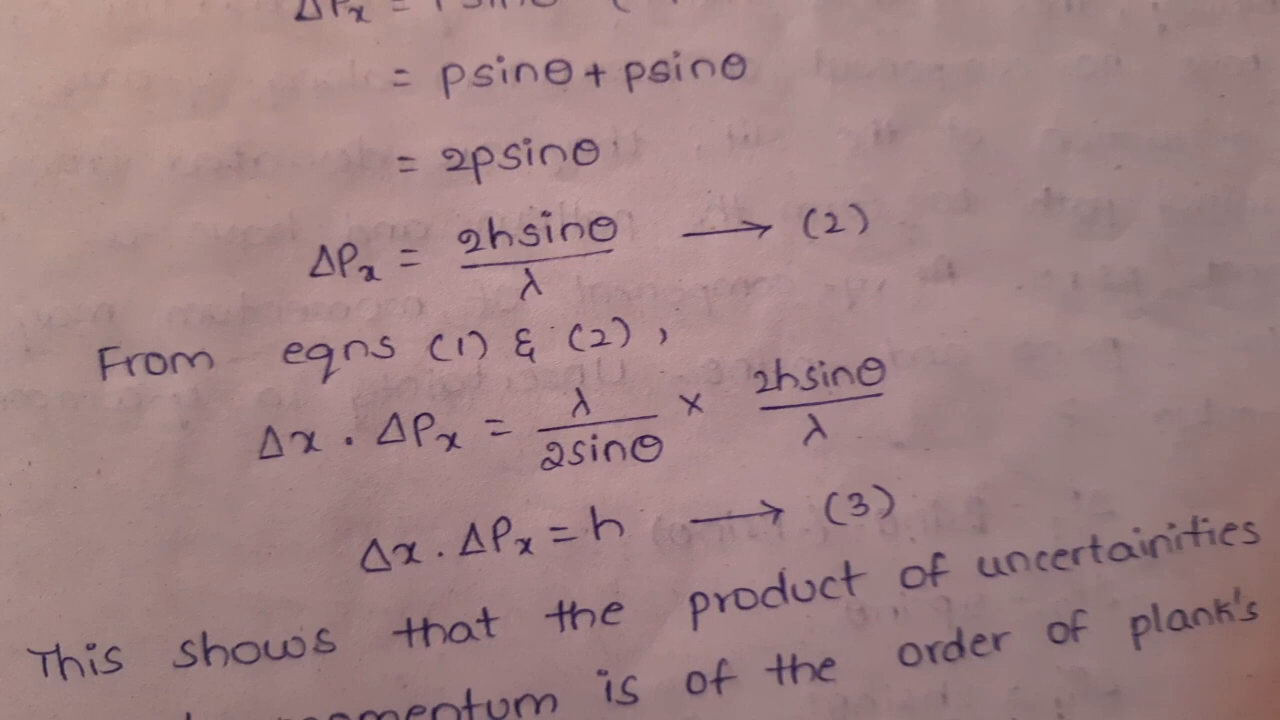 ΔPx =
= psinθ + psinθ
= 2psinθ
ΔPx = 2hsinθ/λ → (2)
From eqns (1) & (2),
Δx . ΔPx = λ/2sinθ × 2hsinθ/λ
Δx . ΔPx = h → (3)
This shows that the product of uncertainities
is of the order of plank's